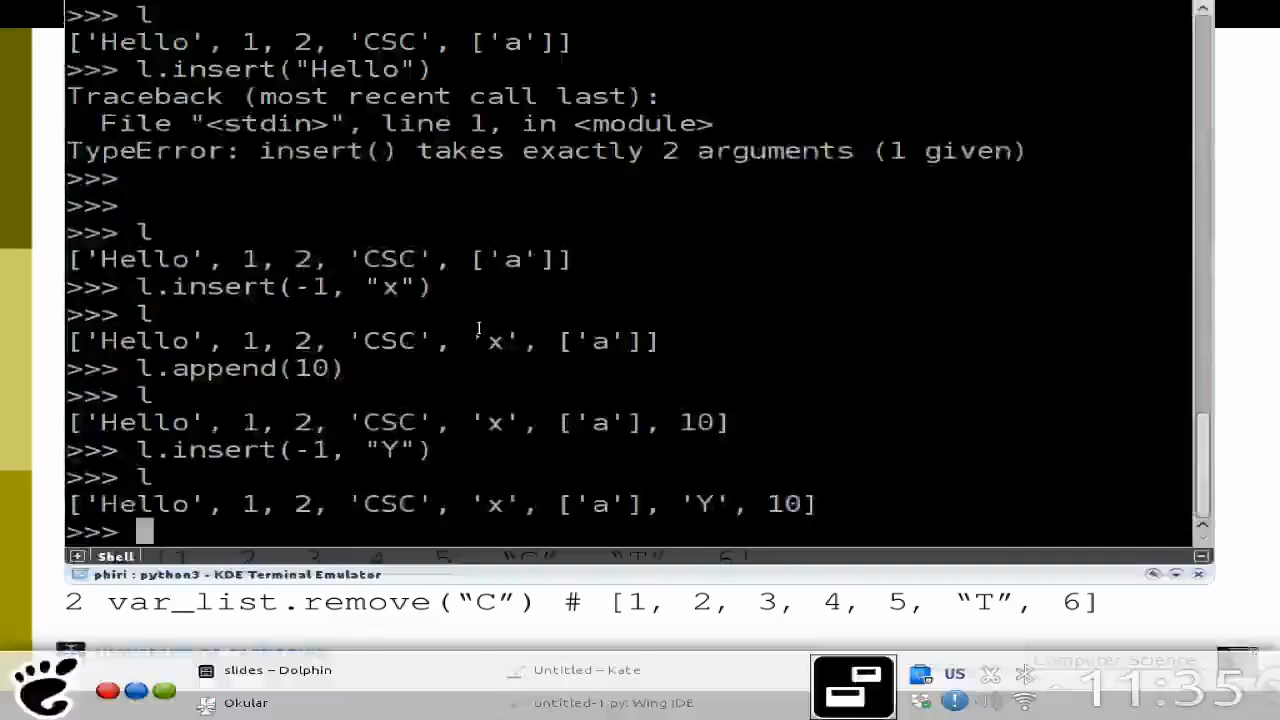 >>> l
['Hello', 1, 2, 'CSC', ['a']]
>>> l.insert("Hello")
Traceback (most recent call last):
  File "<stdin>", line 1, in <module>
TypeError: insert() takes exactly 2 arguments (1 given)
>>>
>>>
>>> l
['Hello', 1, 2, 'CSC', ['a']]
>>> l.insert(-1, "x")
>>> l
['Hello', 1, 2, 'CSC', 'x', ['a']]
>>> l.append(10)
>>> l
['Hello', 1, 2, 'CSC', 'x', ['a'], 10]
>>> l.insert(-1, "Y")
>>> l
['Hello', 1, 2, 'CSC', 'x', ['a'], 'Y', 10]
>>>
Shell
phiri : python3 - KDE Terminal Emulator
2 var_list.remove(“C”) # [1, 2, 3, 4, 5, “T”, 6]
Computer Science
slides – Dolphin
Untitled – Kate
US
11:35
Okular
untitled-1.py: Wing IDE